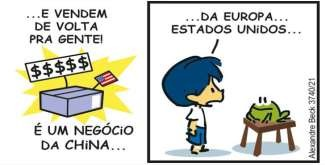 ...E VENDEM
DE VOLTA
PRA GENTE!
$$$$$
É UM NEGÓCiO
DA CHiNA...
...DA EUROPA...
ESTADOS UNiDOS...
Alexandre Beck 3740/21